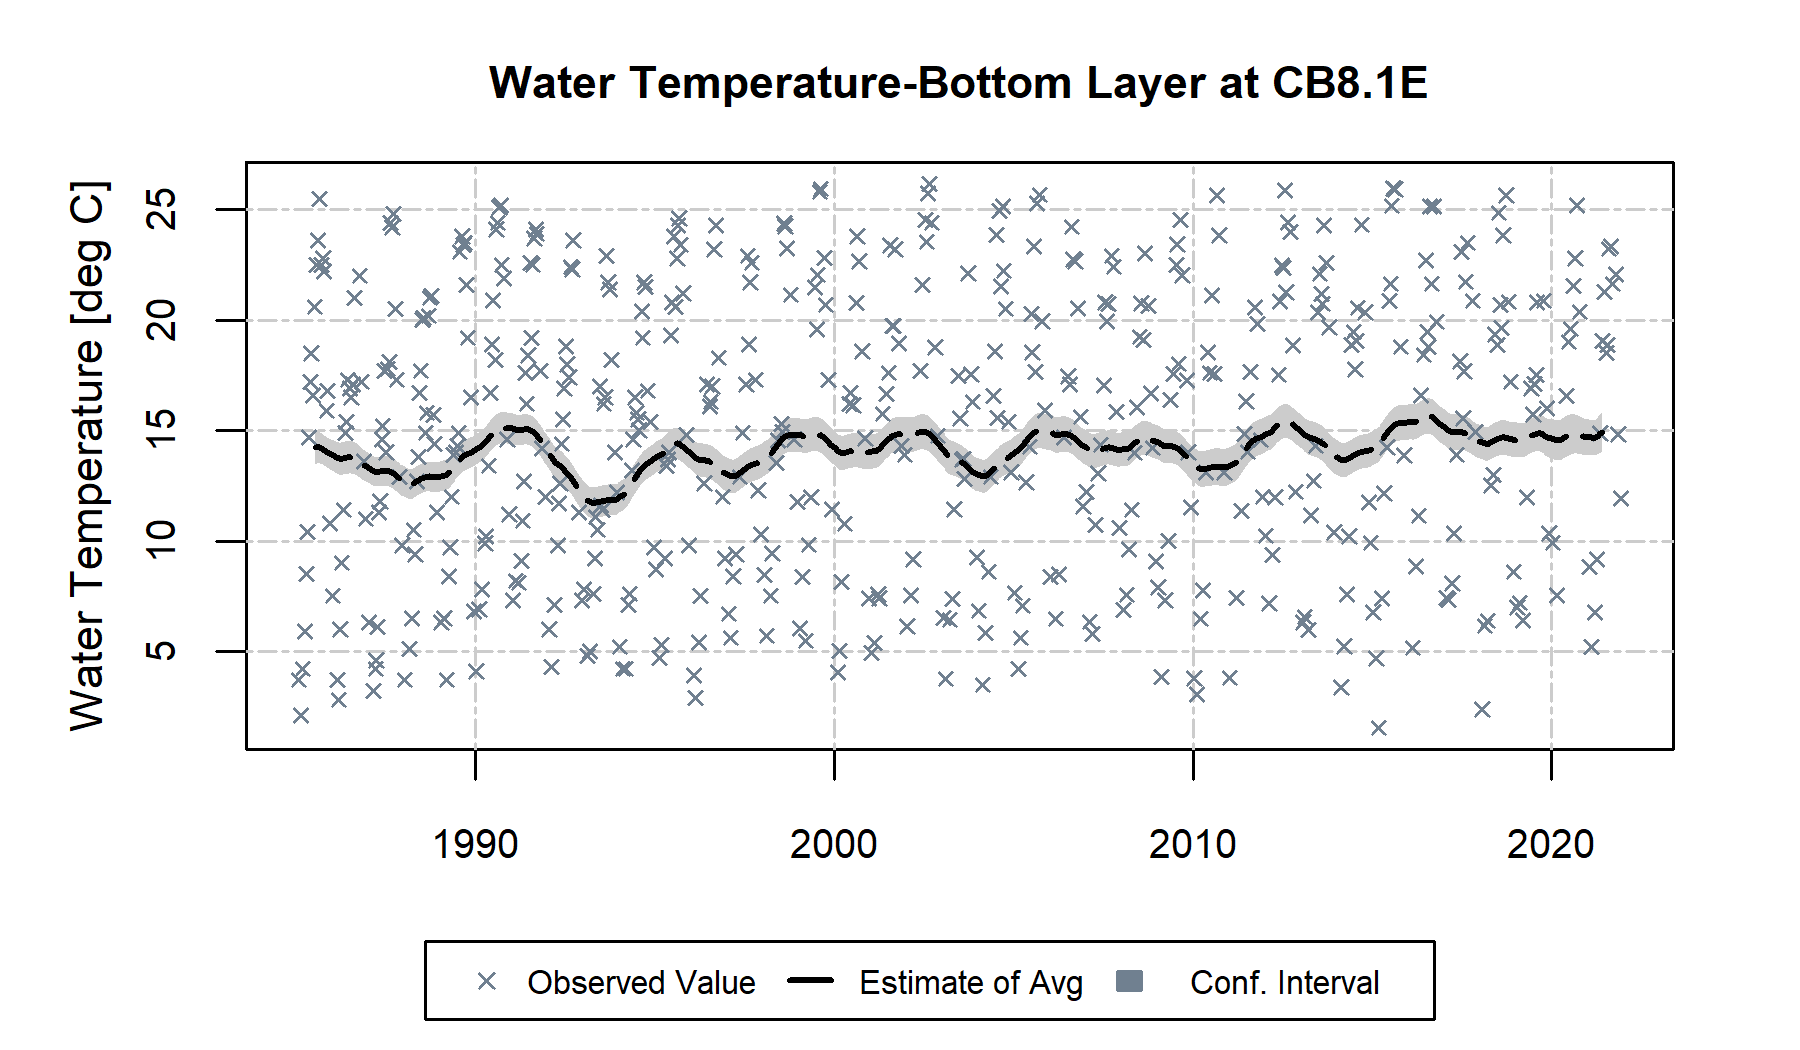 Water Temperature-Bottom Layer at CB8.1E
Water Temperature [deg C]
25
20
15
10
5
1990 2000 2010 2020
Observed Value Estimate of Avg Conf. Interval